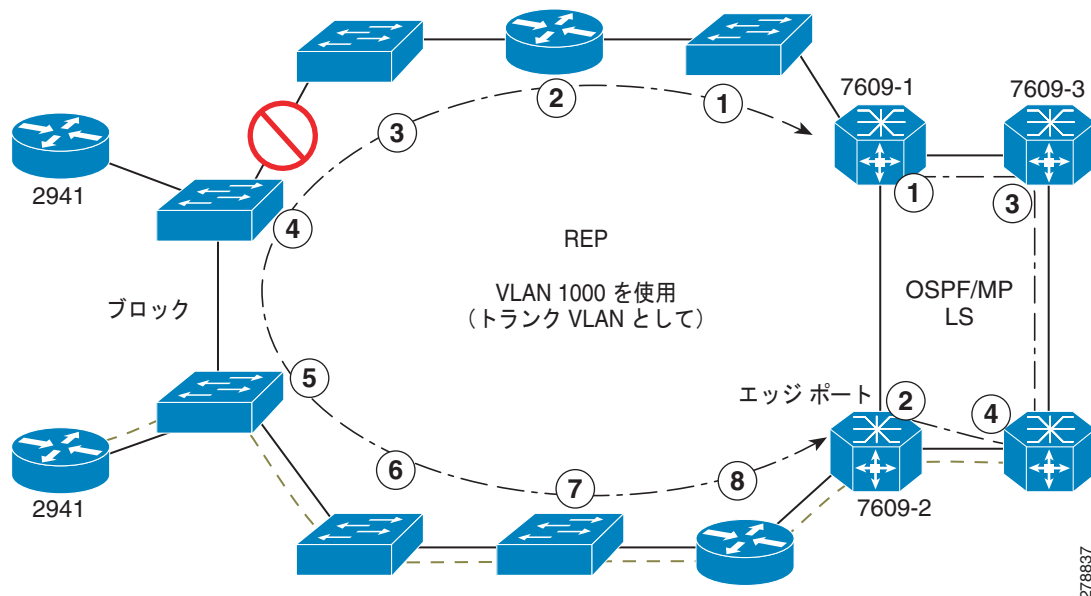 7609-1
7609-3
2
1
3
2941
4
1
3
REP
VLAN 1000 を使用
（トランク VLAN として）
OSPF/MP
LS
ブロック
5
エッジ ポート
2
4
6
7
8
2941
7609-2
278837